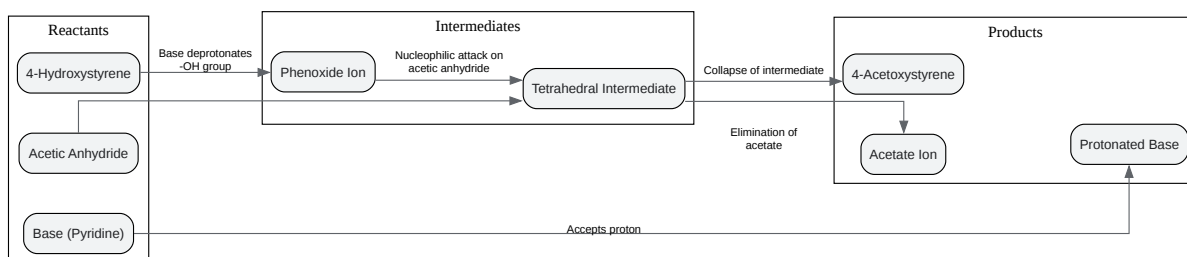 Reactants
4-Hydroxystyrene
Acetic Anhydride
Base (Pyridine)
Base deprotonates
-OH group
Intermediates
Phenoxide Ion
Nucleophilic attack on
acetic anhydride
Tetrahedral Intermediate
Collapse of intermediate
Elimination of
acetate
Accepts proton
Products
4-Acetoxystyrene
Acetate Ion
Protonated Base